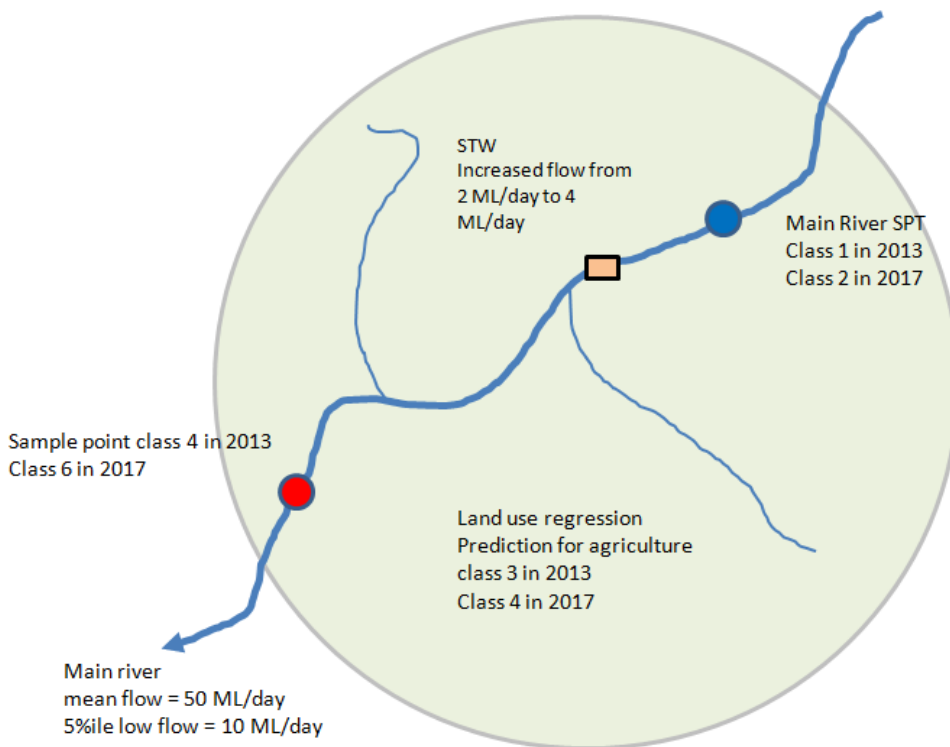 STW
Increased flow from
2 ML/day to 4
ML/day
Main River SPT
Class 1 in 2013
Class 2 in 2017
Sample point class 4 in 2013
Class 6 in 2017
Land use regression
Prediction for agriculture
class 3 in 2013
Class 4 in 2017
Main river
mean flow = 50 ML/day
5%ile low flow = 10 ML/day